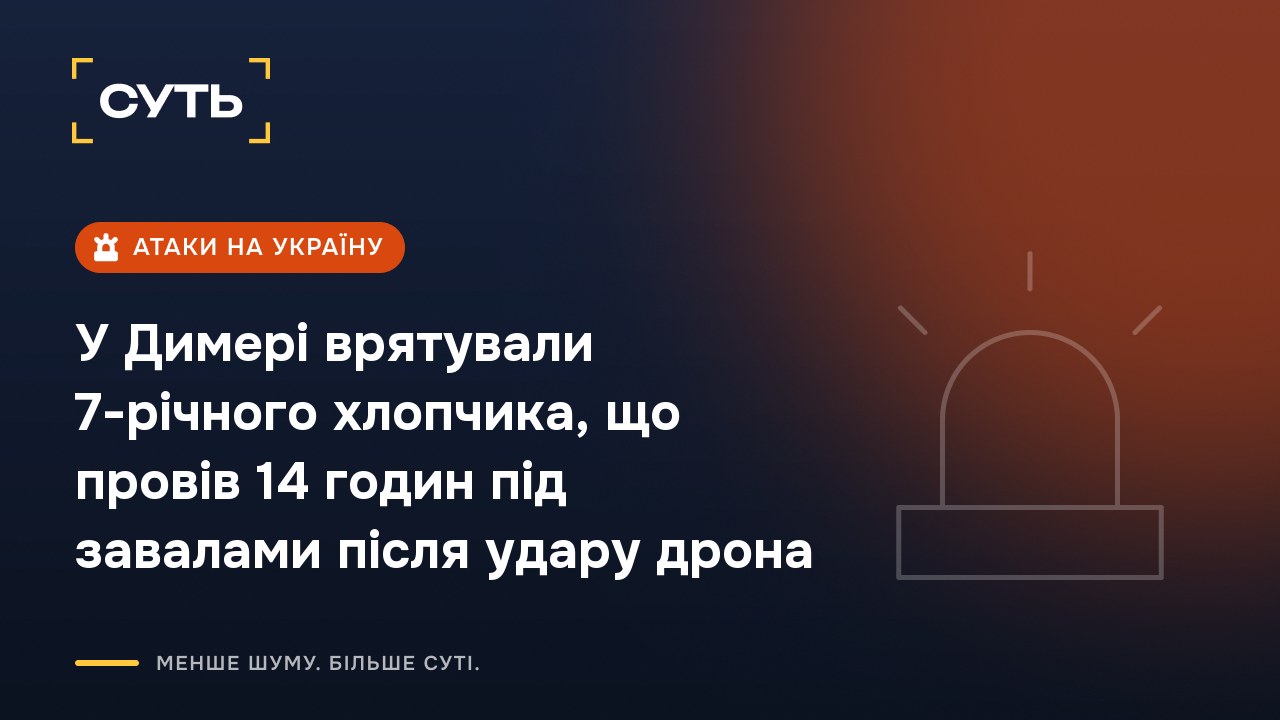 СУТЬ
АТАКИ НА УКРАЇНУ
У Димері врятували
7-річного хлопчика, що
провів 14 годин під
завалами після удару дрона
МЕНШЕ ШУМУ. БІЛЬШЕ СУТІ.